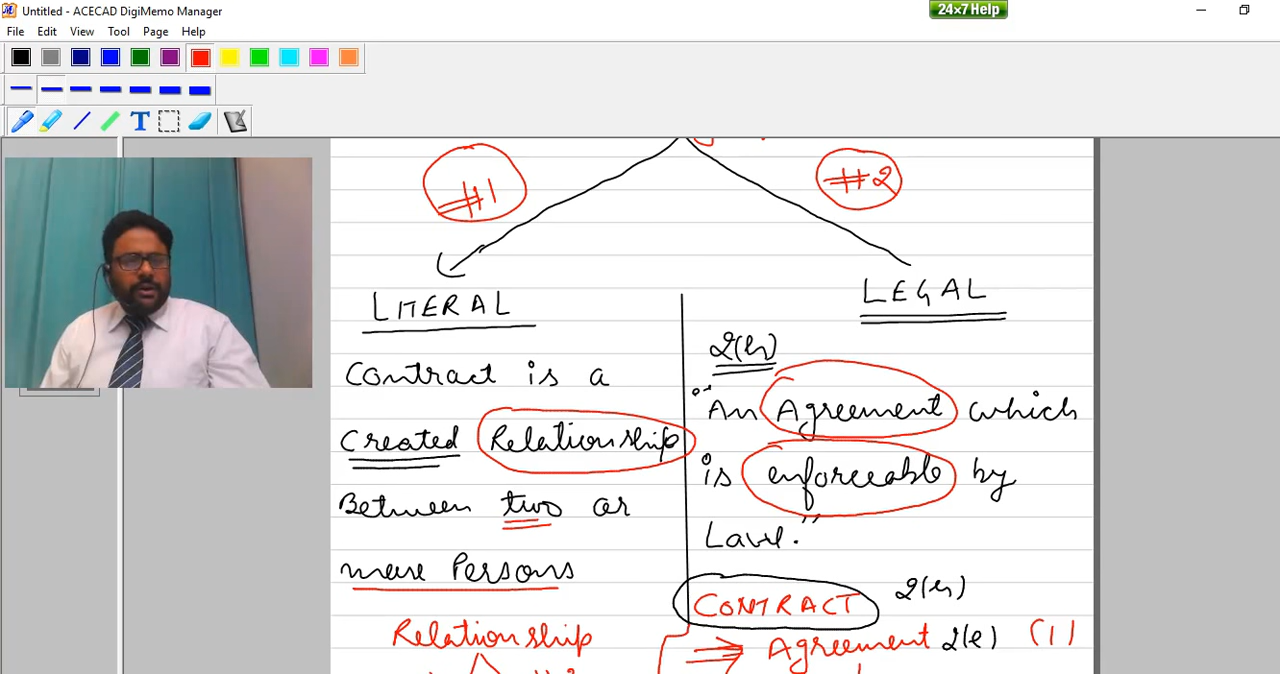 Untitled - ACECAD DigiMemo Manager
24×7 Help
File Edit View Tool Page Help
T
#1
#2
LITERAL
LEGAL
Contract is a
Created Relationship
Between two or
more Persons
Relationship
2(h)
"An Agreement which
is enforceable by
Law."
CONTRACT 2(h)
⇒ Agreement 2(e) (1)